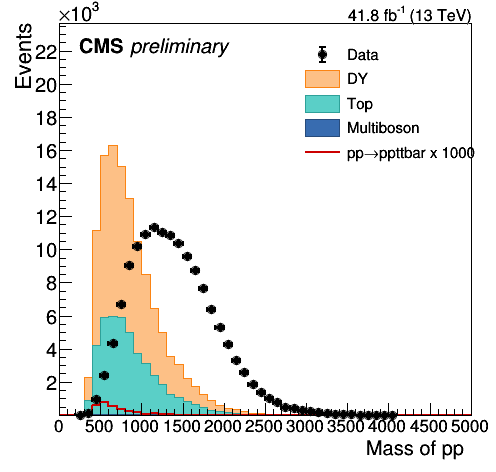 ×10³
41.8 fb⁻¹ (13 TeV)
CMS preliminary
Events
22
20
18
16
14
12
10
8
6
4
2
Data
DY
Top
Multiboson
pp→ppttbar x 1000
0 500 1000 1500 2000 2500 3000 3500 4000 4500 5000
Mass of pp